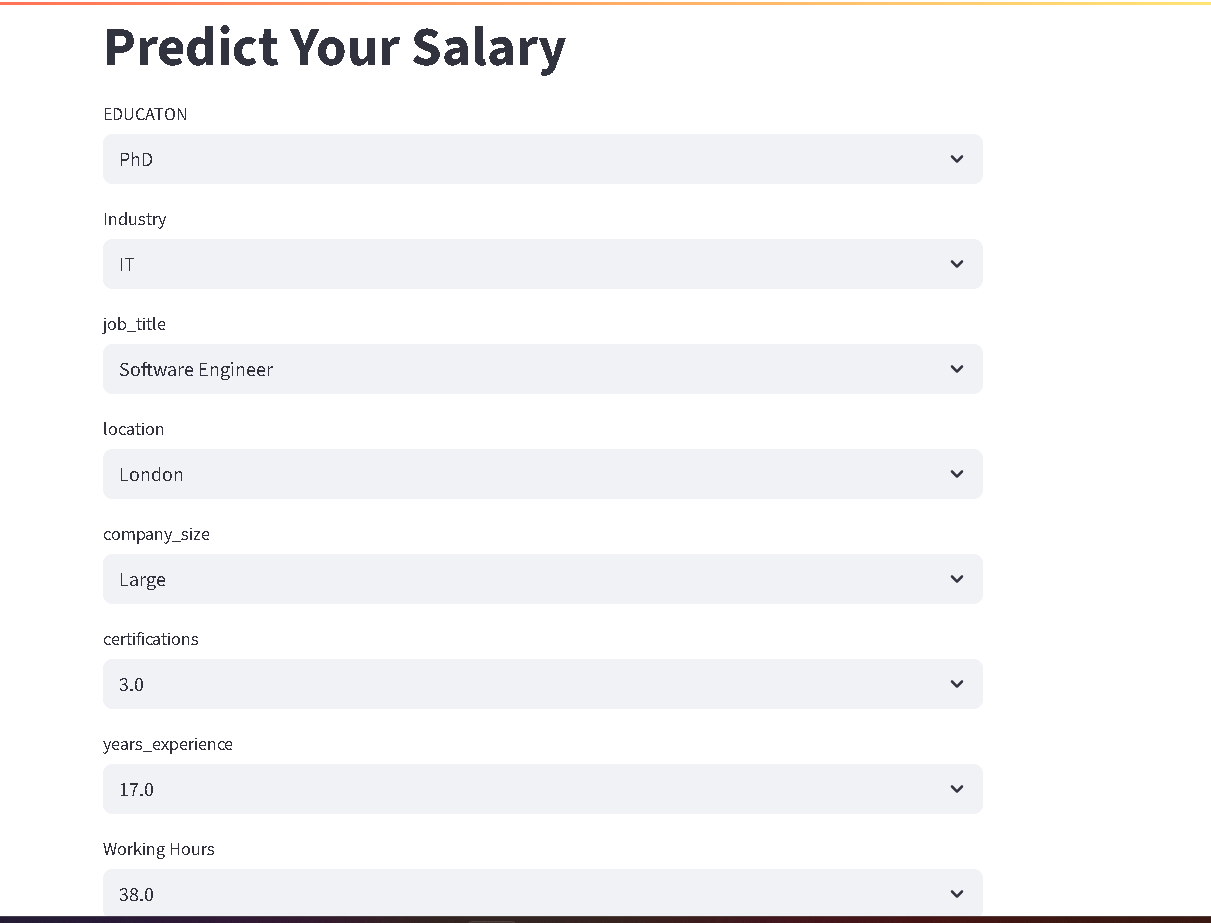 Predict Your Salary
EDUCATON
PhD
Industry
IT
job_title
Software Engineer
location
London
company_size
Large
certifications
3.0
years_experience
17.0
Working Hours
38.0